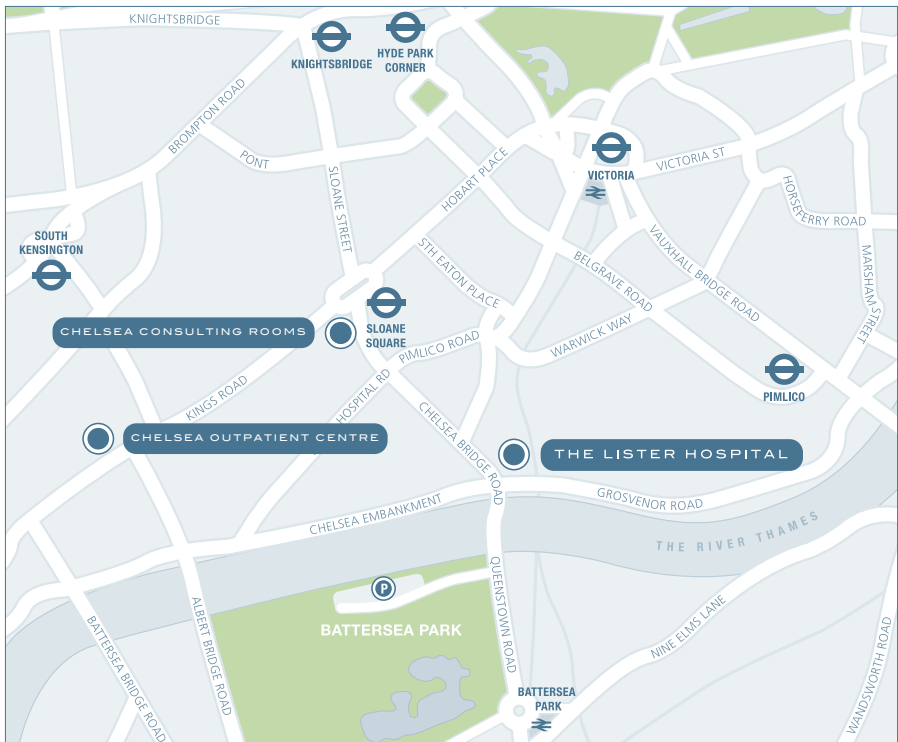 KNIGHTSBRIDGE
KNIGHTSBRIDGE
HYDE PARK
CORNER
BROMPTON ROAD
PONT
SLOANE STREET
HOBART PLACE
VICTORIA
VICTORIA ST
HORSEFERRY ROAD
MARSHAM STREET
SOUTH
KENSINGTON
STH EATON PLACE
BELGRAVE ROAD
VAUXHALL BRIDGE ROAD
WARWICK WAY
CHELSEA CONSULTING ROOMS
SLOANE
SQUARE
PIMLICO ROAD
PIMLICO
KINGS ROAD
HOSPITAL RD
CHELSEA BRIDGE ROAD
CHELSEA OUTPATIENT CENTRE
THE LISTER HOSPITAL
GROSVENOR ROAD
CHELSEA EMBANKMENT
THE RIVER THAMES
P
BATTERSEA PARK
QUEENSTOWN ROAD
ALBERT BRIDGE ROAD
BATTERSEA BRIDGE ROAD
NINE ELMS LANE
WANDSWORTH ROAD
BATTERSEA
PARK